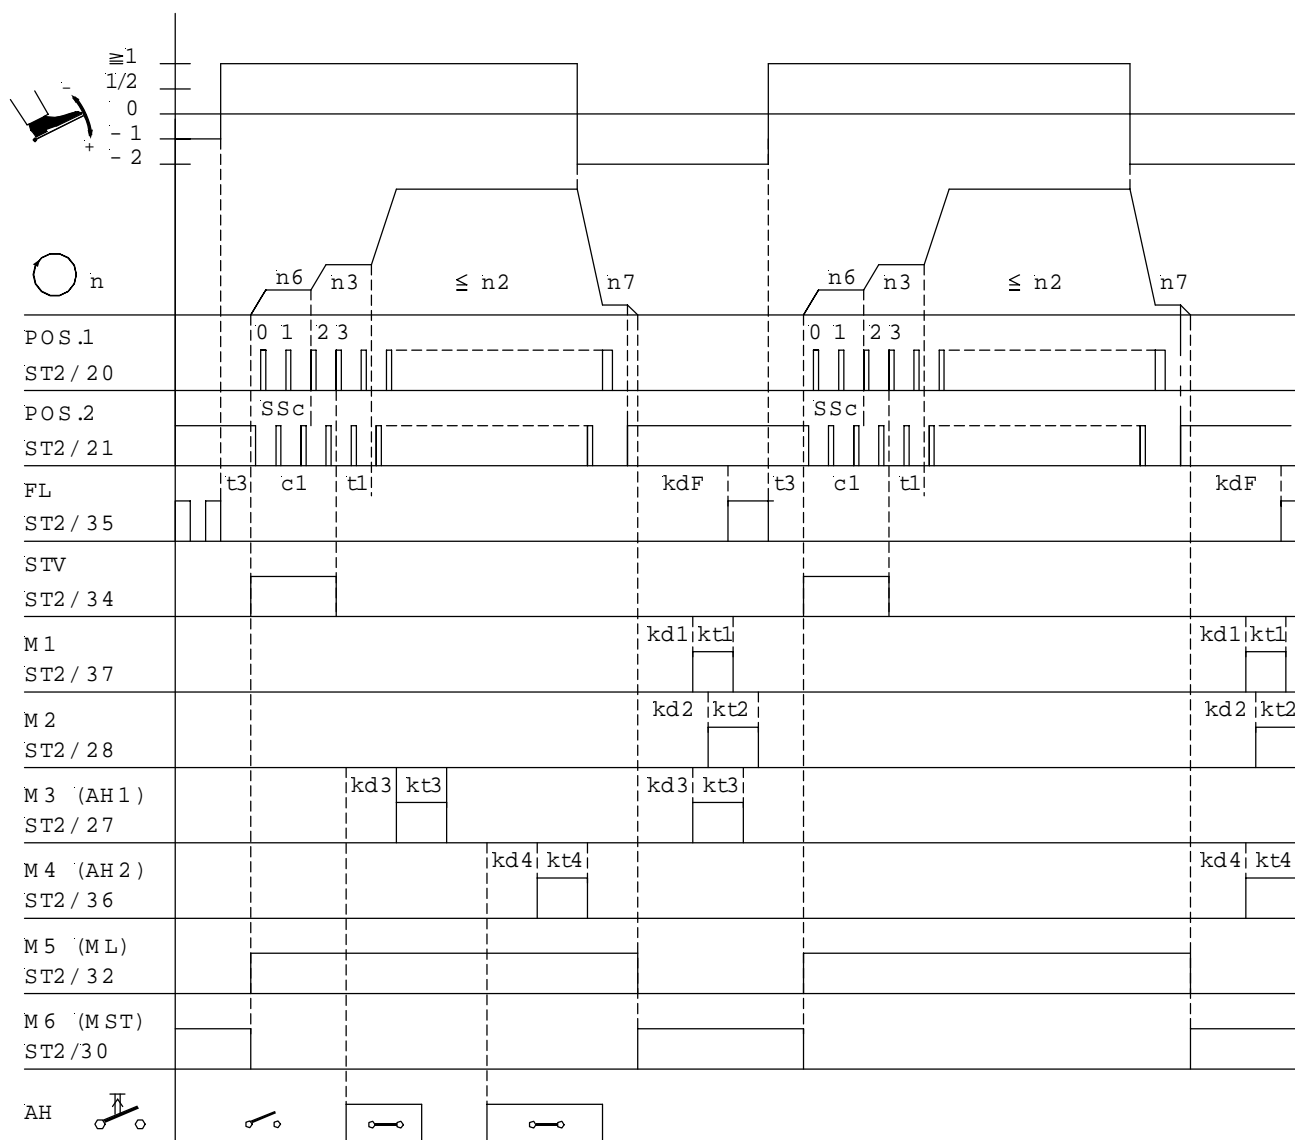 ≧1
1/2
0
-1
-2
-
+
n
n6 n3 ≤ n2 n7 n6 n3 ≤ n2 n7
POS.1
0 1 2 3 0 1 2 3
ST2/20
POS.2
SSc SSc
ST2/21
FL
t3 c1 t1 kdF t3 c1 t1 kdF
ST2/35
STV
ST2/34
M1
kd1 kt1 kd1 kt1
ST2/37
M2
kd2 kt2 kd2 kt2
ST2/28
M3 (AH1)
kd3 kt3 kd3 kt3
ST2/27
M4 (AH2)
kd4 kt4 kd4 kt4
ST2/36
M5 (ML)
ST2/32
M6 (MST)
ST2/30
AH